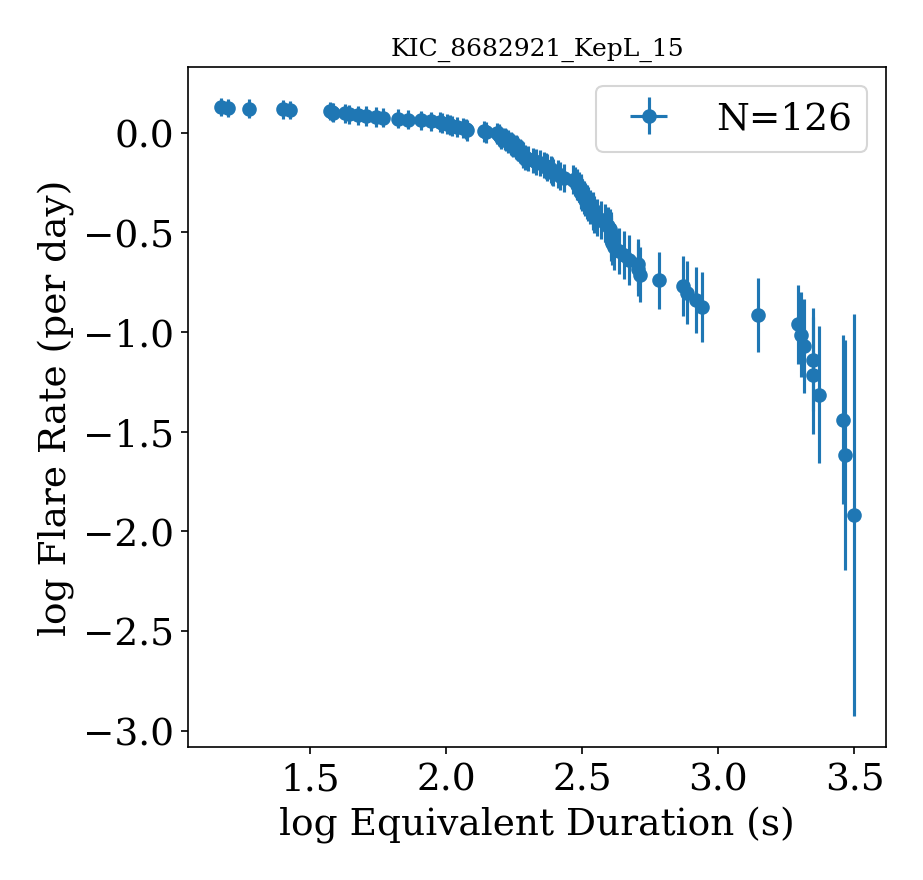 KIC_8682921_KepL_15
N=126
log Flare Rate (per day)
0.0
−0.5
−1.0
−1.5
−2.0
−2.5
−3.0
1.5 2.0 2.5 3.0 3.5
log Equivalent Duration (s)